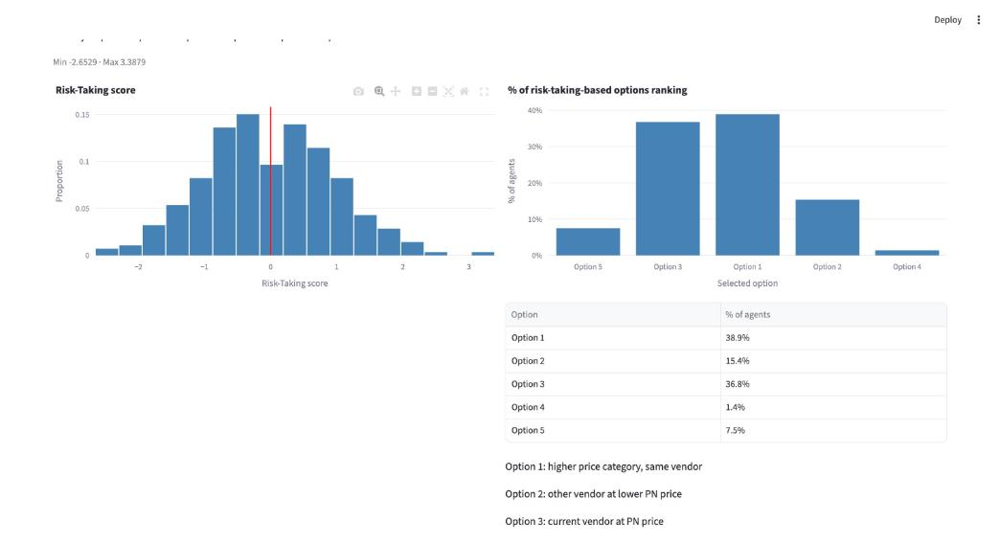 Deploy
Min -2.6529 · Max 3.3879
Risk-Taking score
0.15
0.1
0.05
0
Proportion
−2
−1
0
1
2
3
Risk-Taking score
% of risk-taking-based options ranking
40%
30%
20%
10%
0%
% of agents
Option 5
Option 3
Option 1
Option 2
Option 4
Selected option
Option % of agents
Option 1 38.9%
Option 2 15.4%
Option 3 36.8%
Option 4 1.4%
Option 5 7.5%
Option 1: higher price category, same vendor
Option 2: other vendor at lower PN price
Option 3: current vendor at PN price